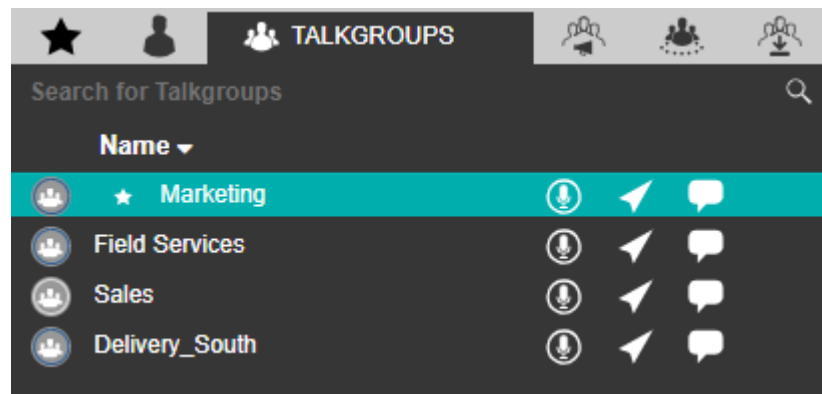 TALKGROUPS
Search for Talkgroups
Name
Marketing
Field Services
Sales
Delivery_South